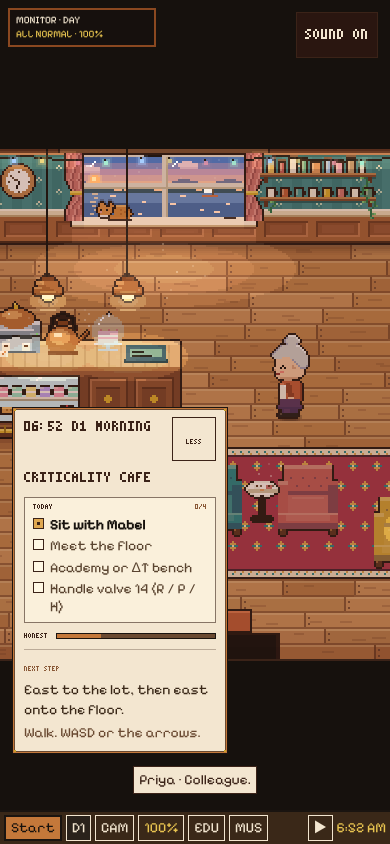 MONITOR · DAY
ALL NORMAL · 100%
SOUND ON
06:52 D1 MORNING
LESS
CRITICALITY CAFE
TODAY
0/4
Sit with Mabel
Meet the floor
Academy or ΔT bench
Handle valve 14 (R / P /
H)
HONEST
NEXT STEP
East to the lot, then east
onto the floor.
Walk. WASD or the arrows.
Priya · Colleague.
Start
D1
CAM
100%
EDU
MUS
6:52 AM